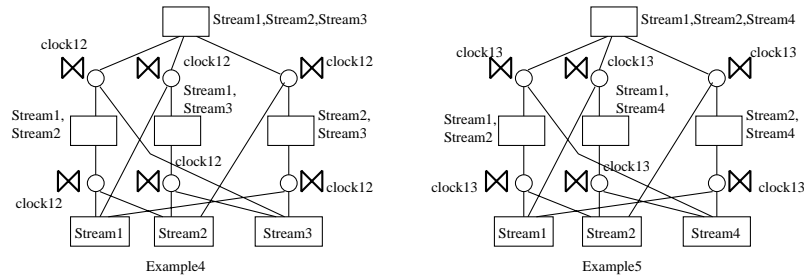 Stream1,Stream2,Stream3
clock12
clock12
clock12
Stream1,
Stream3
Stream1,
Stream2
Stream2,
Stream3
clock12
clock12
clock12
Stream1
Stream2
Stream3
Example4
Stream1,Stream2,Stream4
clock13
clock13
clock13
Stream1,
Stream4
Stream1,
Stream2
Stream2,
Stream4
clock13
clock13
clock13
Stream1
Stream2
Stream4
Example5